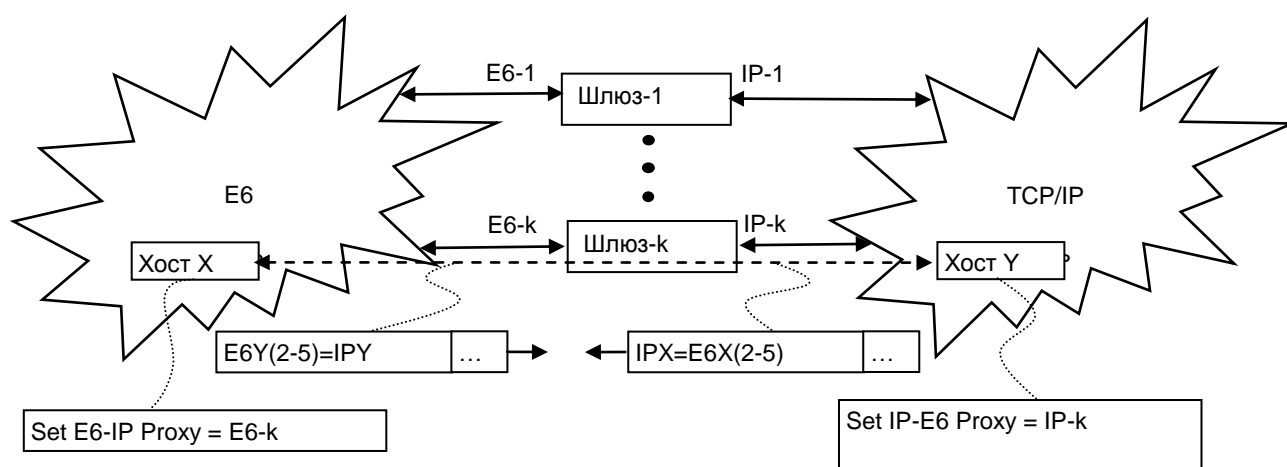 E6-1
IP-1
Шлюз-1
E6
TCP/IP
E6-k
IP-k
Шлюз-k
Хост X
Хост Y
E6Y(2-5)=IPY
…
IPX=E6X(2-5)
…
Set E6-IP Proxy = E6-k
Set IP-E6 Proxy = IP-k